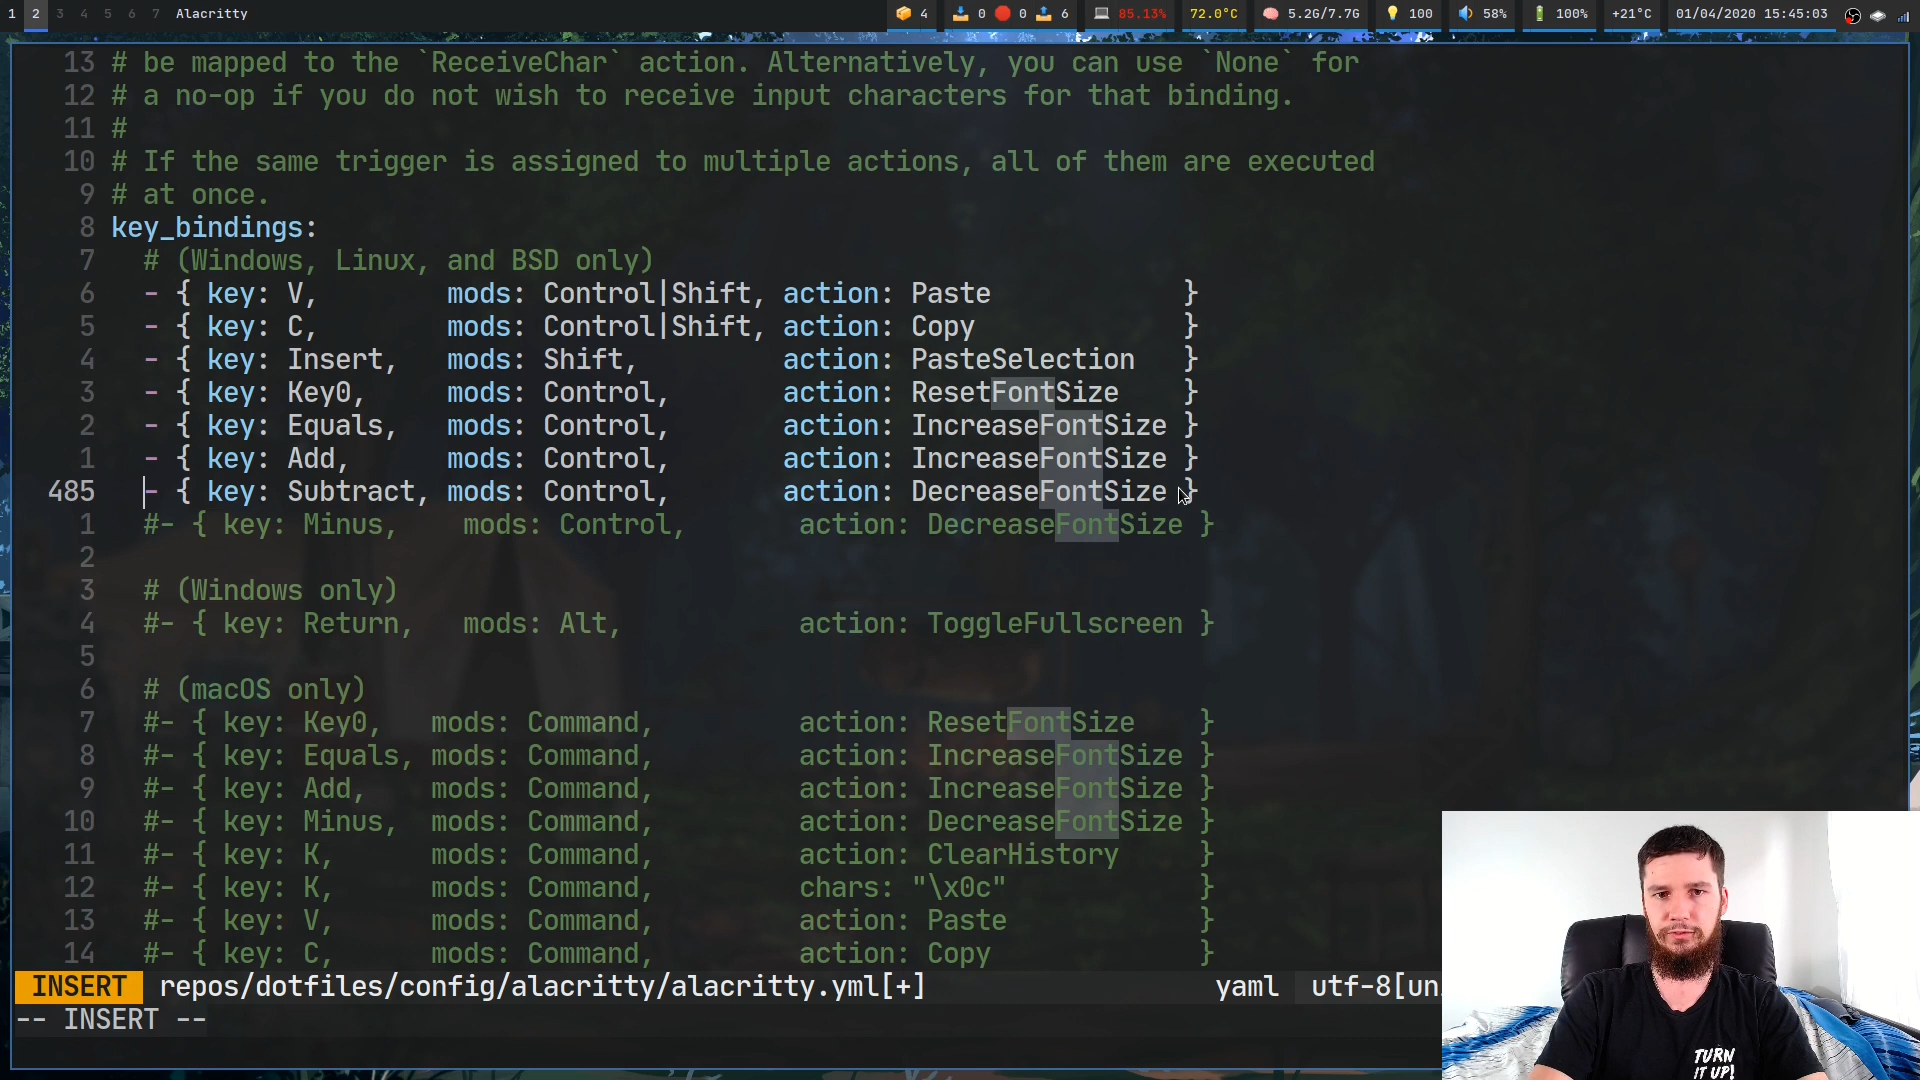 1 2 3 4 5 6 7 Alacritty 4 0 0 6 85.13% 72.0°C 5.2G/7.7G 100 58% 100% +21°C 01/04/2020 15:45:03
13 # be mapped to the `ReceiveChar` action. Alternatively, you can use `None` for
12 # a no-op if you do not wish to receive input characters for that binding.
11 #
10 # If the same trigger is assigned to multiple actions, all of them are executed
9 # at once.
8 key_bindings:
7 # (Windows, Linux, and BSD only)
6 - { key: V, mods: Control|Shift, action: Paste }
5 - { key: C, mods: Control|Shift, action: Copy }
4 - { key: Insert, mods: Shift, action: PasteSelection }
3 - { key: Key0, mods: Control, action: ResetFontSize }
2 - { key: Equals, mods: Control, action: IncreaseFontSize }
1 - { key: Add, mods: Control, action: IncreaseFontSize }
485 - { key: Subtract, mods: Control, action: DecreaseFontSize }
1 #- { key: Minus, mods: Control, action: DecreaseFontSize }
2
3 # (Windows only)
4 #- { key: Return, mods: Alt, action: ToggleFullscreen }
5
6 # (macOS only)
7 #- { key: Key0, mods: Command, action: ResetFontSize }
8 #- { key: Equals, mods: Command, action: IncreaseFontSize }
9 #- { key: Add, mods: Command, action: IncreaseFontSize }
10 #- { key: Minus, mods: Command, action: DecreaseFontSize }
11 #- { key: K, mods: Command, action: ClearHistory }
12 #- { key: K, mods: Command, chars: "\x0c" }
13 #- { key: V, mods: Command, action: Paste }
14 #- { key: C, mods: Command, action: Copy }
INSERT repos/dotfiles/config/alacritty/alacritty.yml[+] yaml utf-8[un
-- INSERT --
TURN
IT UP!